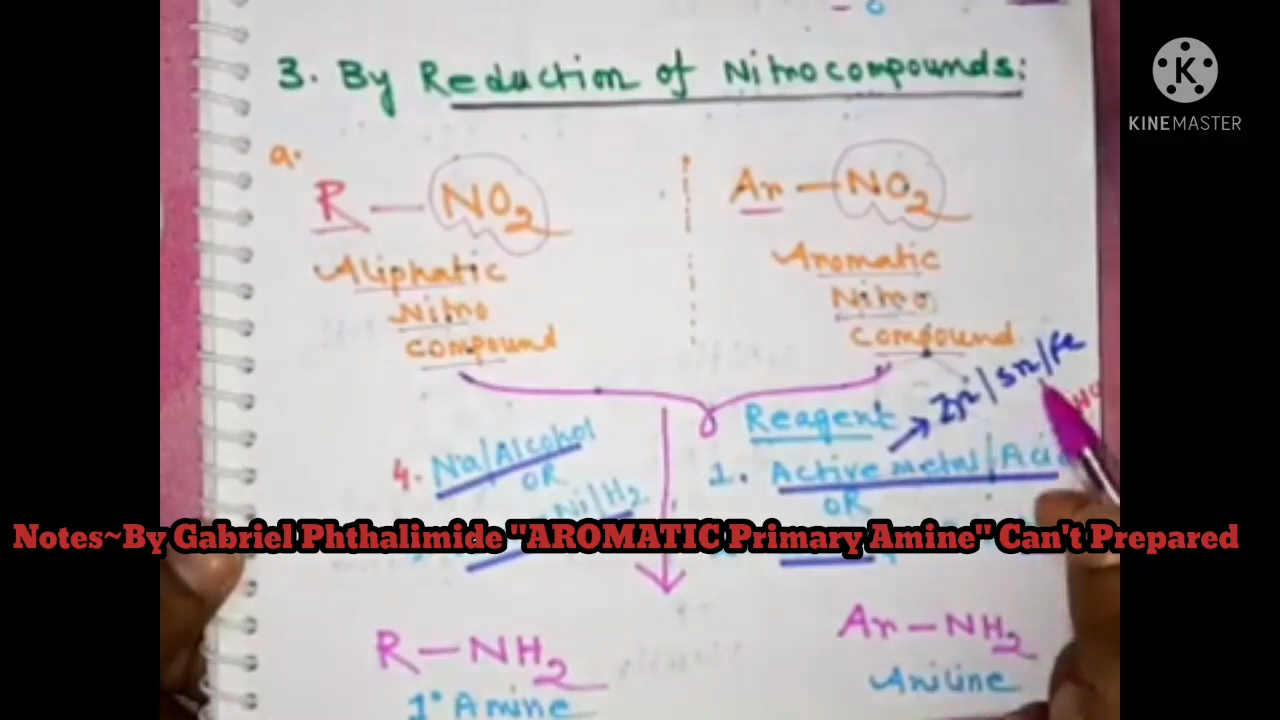 3. By Reduction of Nitrocompounds:
K
KINEMASTER
a.
R — NO2
Aliphatic
Nitro
compound
Ar — NO2
Aromatic
Nitro
compound
Reagent → Zn/Sn/Fe
1. Active metal/Acid
OR
4. Na/Alcohol
OR
Ni/H2
Notes~By Gabriel Phthalimide "AROMATIC Primary Amine" Can't Prepared
R — NH2
1° Amine
Ar — NH2
Aniline